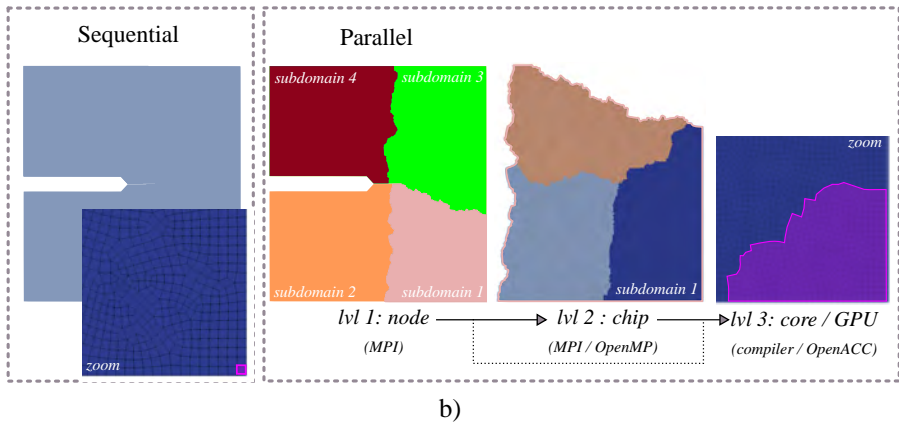 Sequential
zoom
Parallel
subdomain 4
subdomain 3
subdomain 2
subdomain 1
subdomain 1
zoom
lvl 1: node
(MPI)
lvl 2 : chip
(MPI / OpenMP)
lvl 3: core / GPU
(compiler / OpenACC)
b)